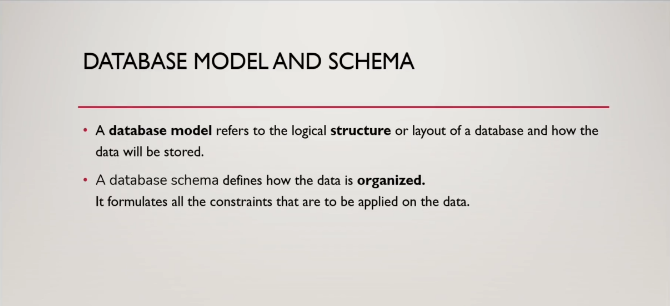 DATABASE MODEL AND SCHEMA
• A database model refers to the logical structure or layout of a database and how the
data will be stored.
• A database schema defines how the data is organized.
It formulates all the constraints that are to be applied on the data.